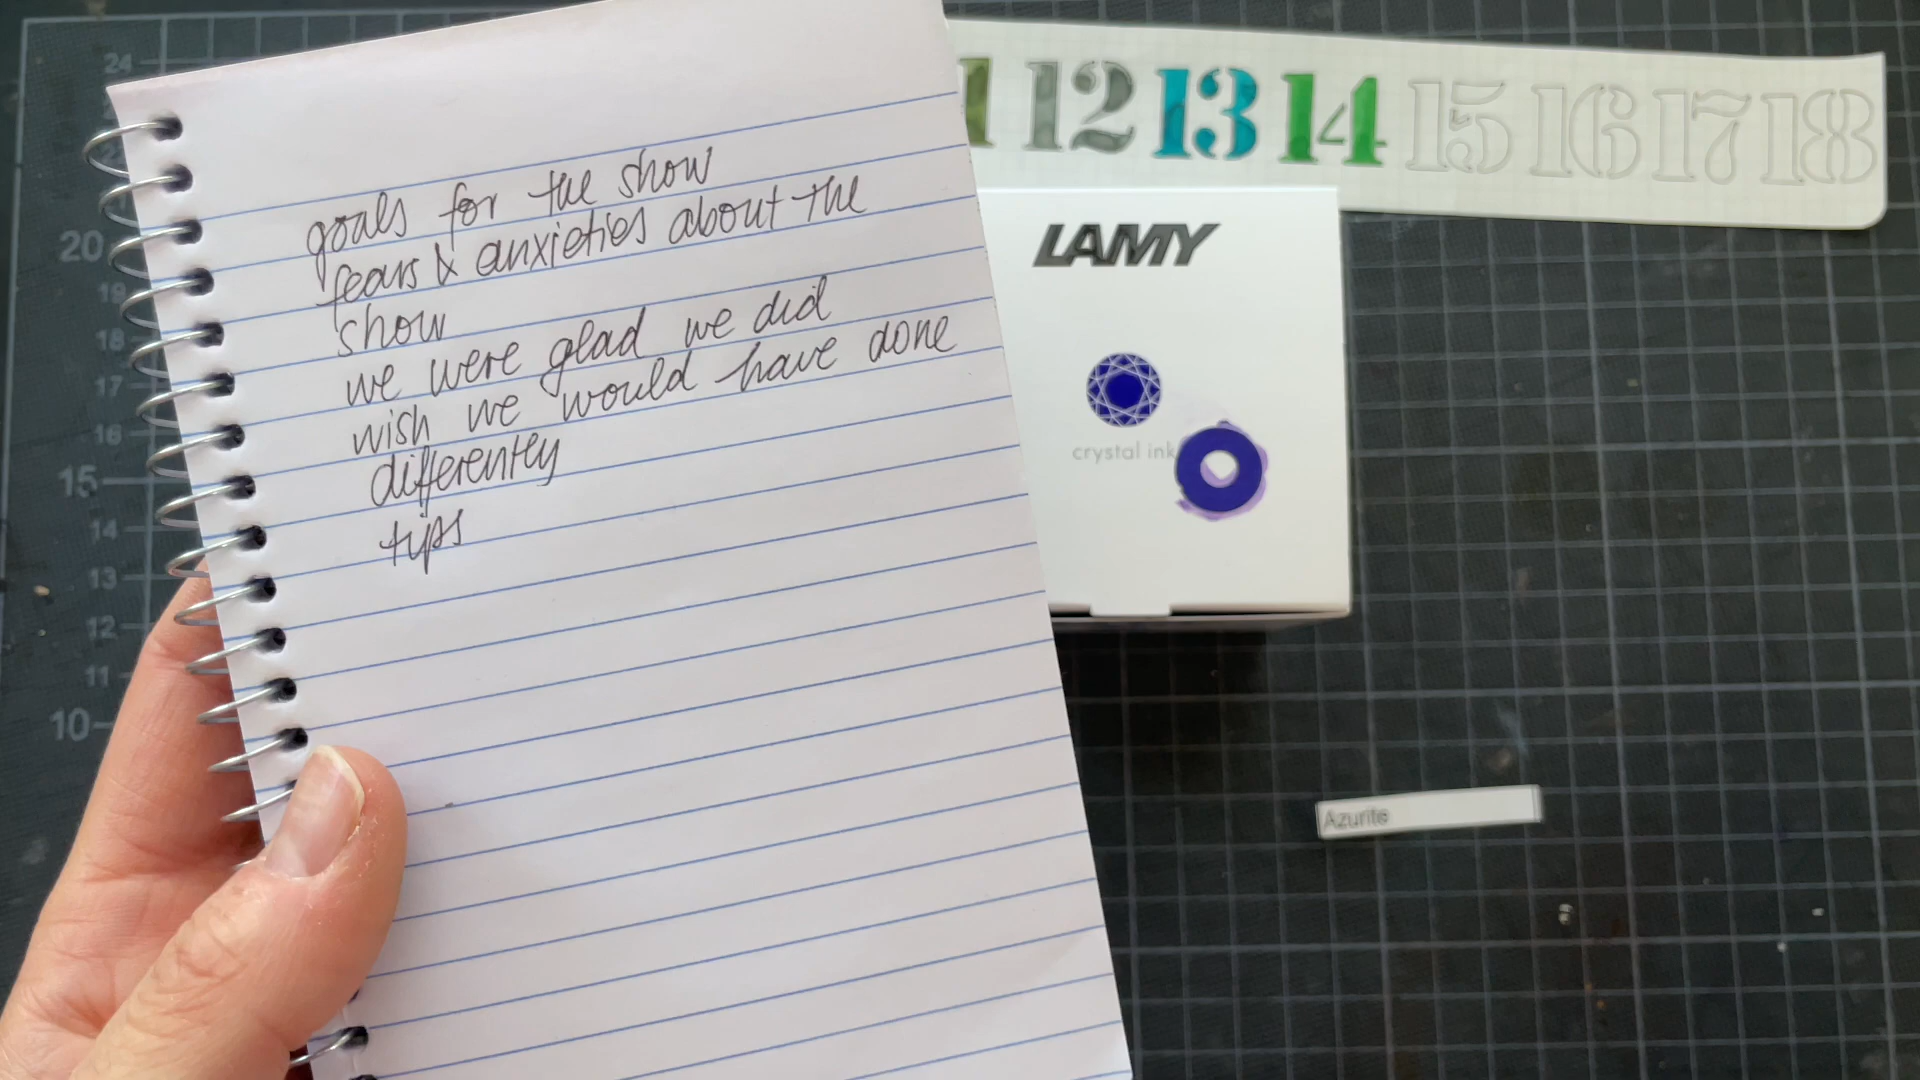 goals for the show
fears & anxieties about the
show
we were glad we did
wish we would have done
differently
tips
1 12 13 14 15 16 17 18
LAMY
crystal ink
Azurite
24
20
19
18
17
16
15
14
13
12
11
10